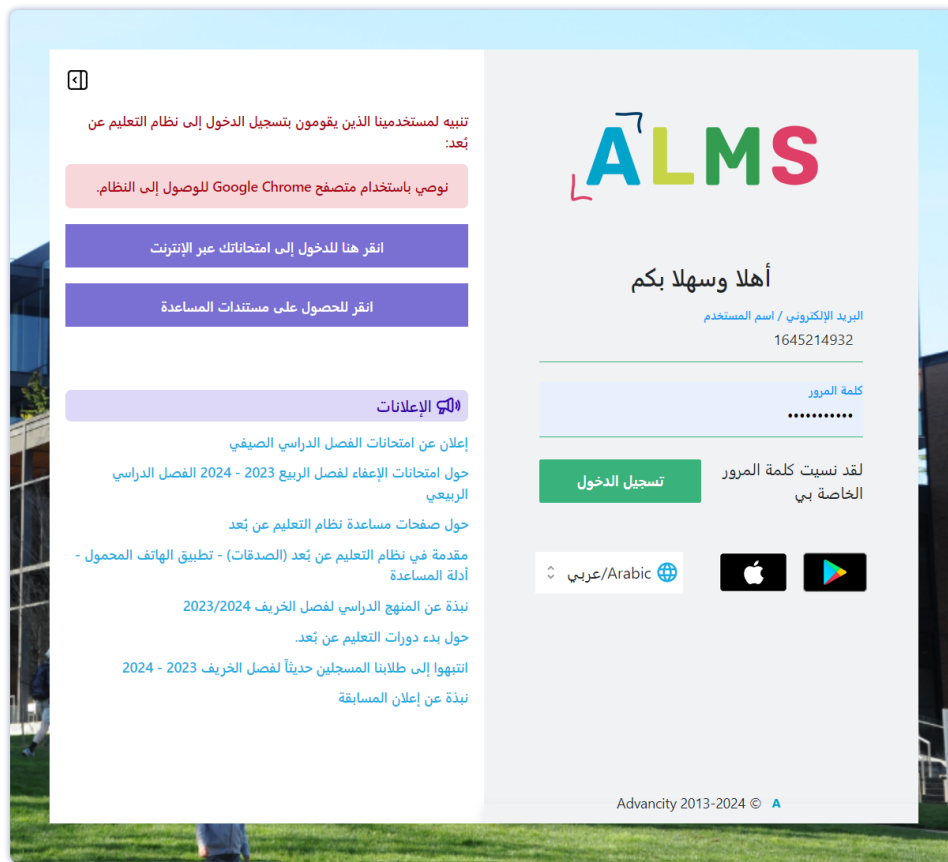 ALMS
أهلا وسهلا بكم
البريد الإلكتروني / اسم المستخدم
1645214932
كلمة المرور
•••••••••••
لقد نسيت كلمة المرور
الخاصة بي
تسجيل الدخول
Arabic/عربي
Advancity 2013-2024 © A
تنبيه لمستخدمينا الذين يقومون بتسجيل الدخول إلى نظام التعليم عن
بُعد:
نوصي باستخدام متصفح Google Chrome للوصول إلى النظام.
انقر هنا للدخول إلى امتحاناتك عبر الإنترنت
انقر للحصول على مستندات المساعدة
الإعلانات
إعلان عن امتحانات الفصل الدراسي الصيفي
حول امتحانات الإعفاء لفصل الربيع 2023 - 2024 الفصل الدراسي
الربيعي
حول صفحات مساعدة نظام التعليم عن بُعد
مقدمة في نظام التعليم عن بُعد (الصدقات) - تطبيق الهاتف المحمول -
أدلة المساعدة
نبذة عن المنهج الدراسي لفصل الخريف 2023/2024
حول بدء دورات التعليم عن بُعد.
انتبهوا إلى طلابنا المسجلين حديثاً لفصل الخريف 2023 - 2024
نبذة عن إعلان المسابقة